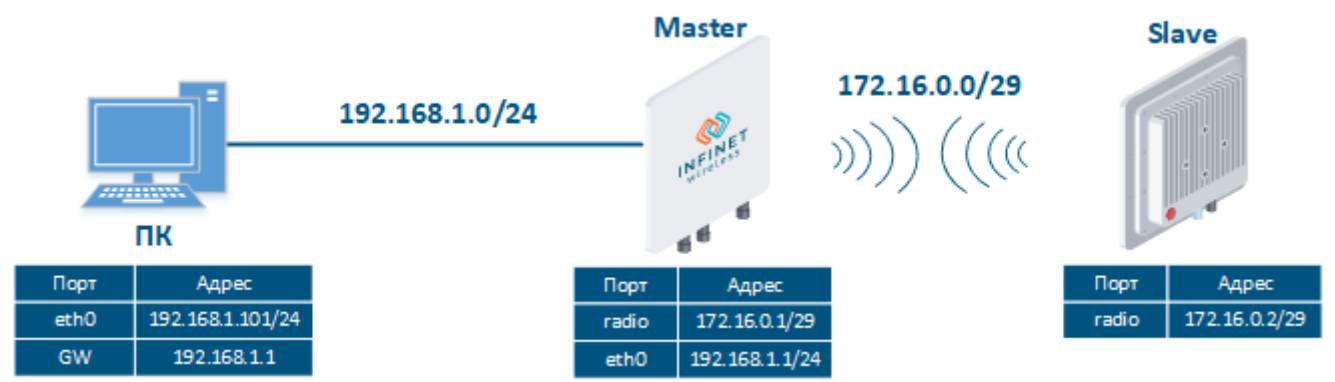 Master
Slave
172.16.0.0/29
192.168.1.0/24
INFINET
wireless
ПК
Порт Адрес
eth0 192.168.1.101/24
GW 192.168.1.1
Порт Адрес
radio 172.16.0.1/29
eth0 192.168.1.1/24
Порт Адрес
radio 172.16.0.2/29